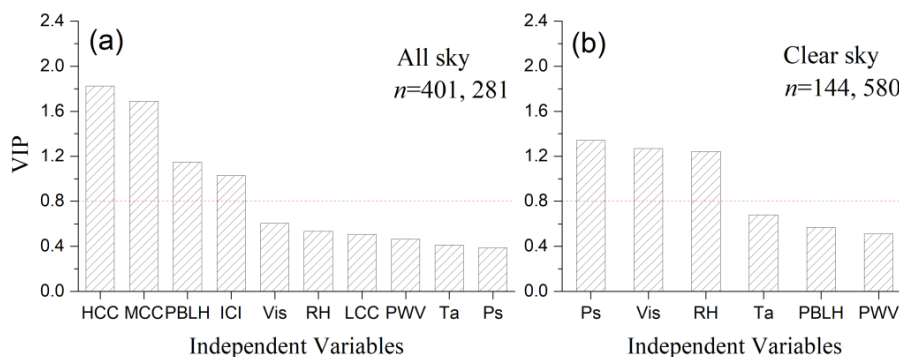 (a)
All sky
n=401, 281
VIP
2.4
2.0
1.6
1.2
0.8
0.4
0.0
HCC MCC PBLH ICI Vis RH LCC PWV Ta Ps
Independent Variables
(b)
Clear sky
n=144, 580
2.4
2.0
1.6
1.2
0.8
0.4
0.0
Ps Vis RH Ta PBLH PWV
Independent Variables